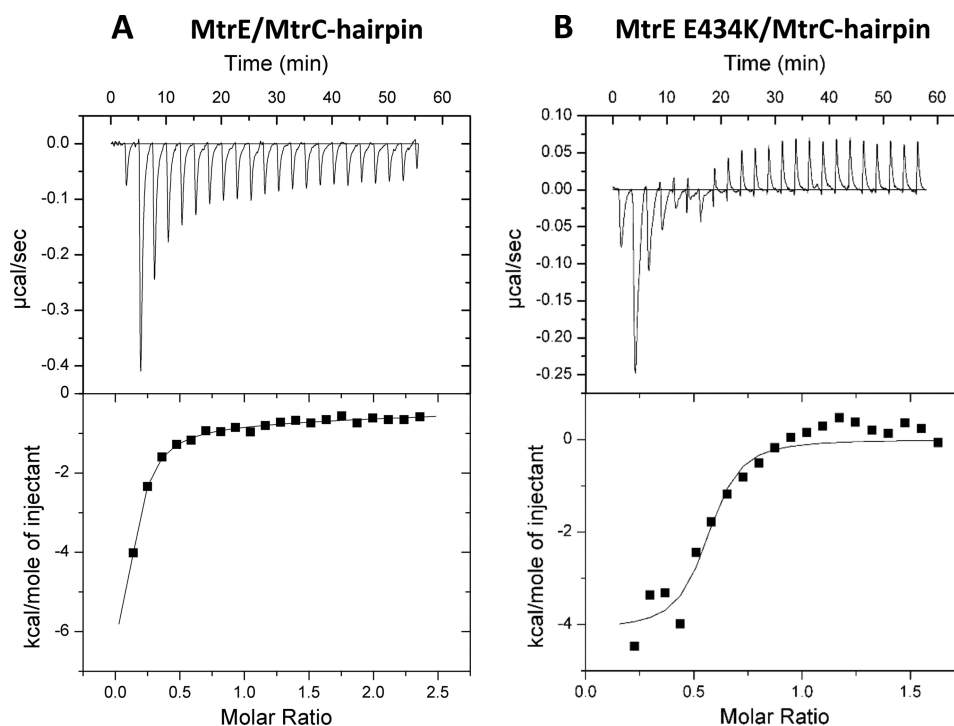 A MtrE/MtrC-hairpin
Time (min)
0 10 20 30 40 50 60
0.0
-0.1
-0.2
-0.3
-0.4
µcal/sec
0
-2
-4
-6
kcal/mole of injectant
0.0 0.5 1.0 1.5 2.0 2.5
Molar Ratio
B MtrE E434K/MtrC-hairpin
Time (min)
0 10 20 30 40 50 60
0.10
0.05
0.00
-0.05
-0.10
-0.15
-0.20
-0.25
µcal/sec
0
-2
-4
kcal/mole of injectant
0.0 0.5 1.0 1.5
Molar Ratio